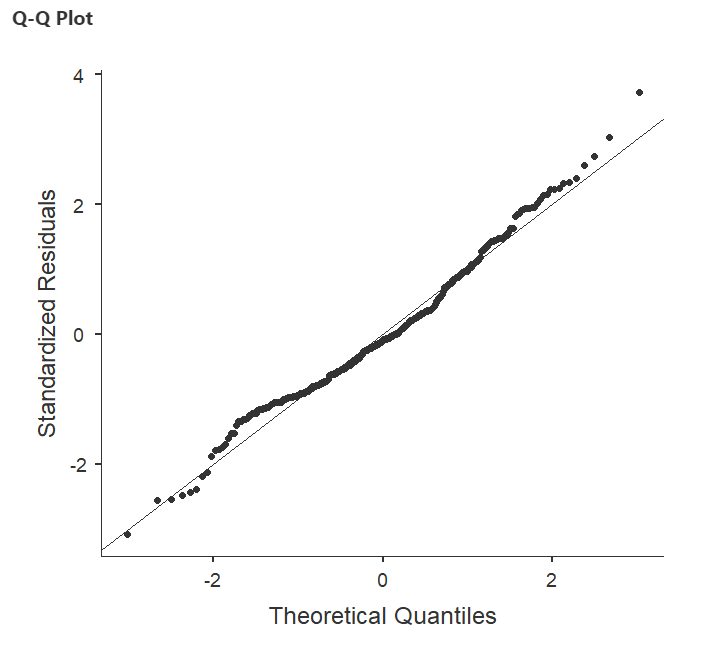 Q-Q Plot
4
2
0
-2
Standardized Residuals
-2
0
2
Theoretical Quantiles